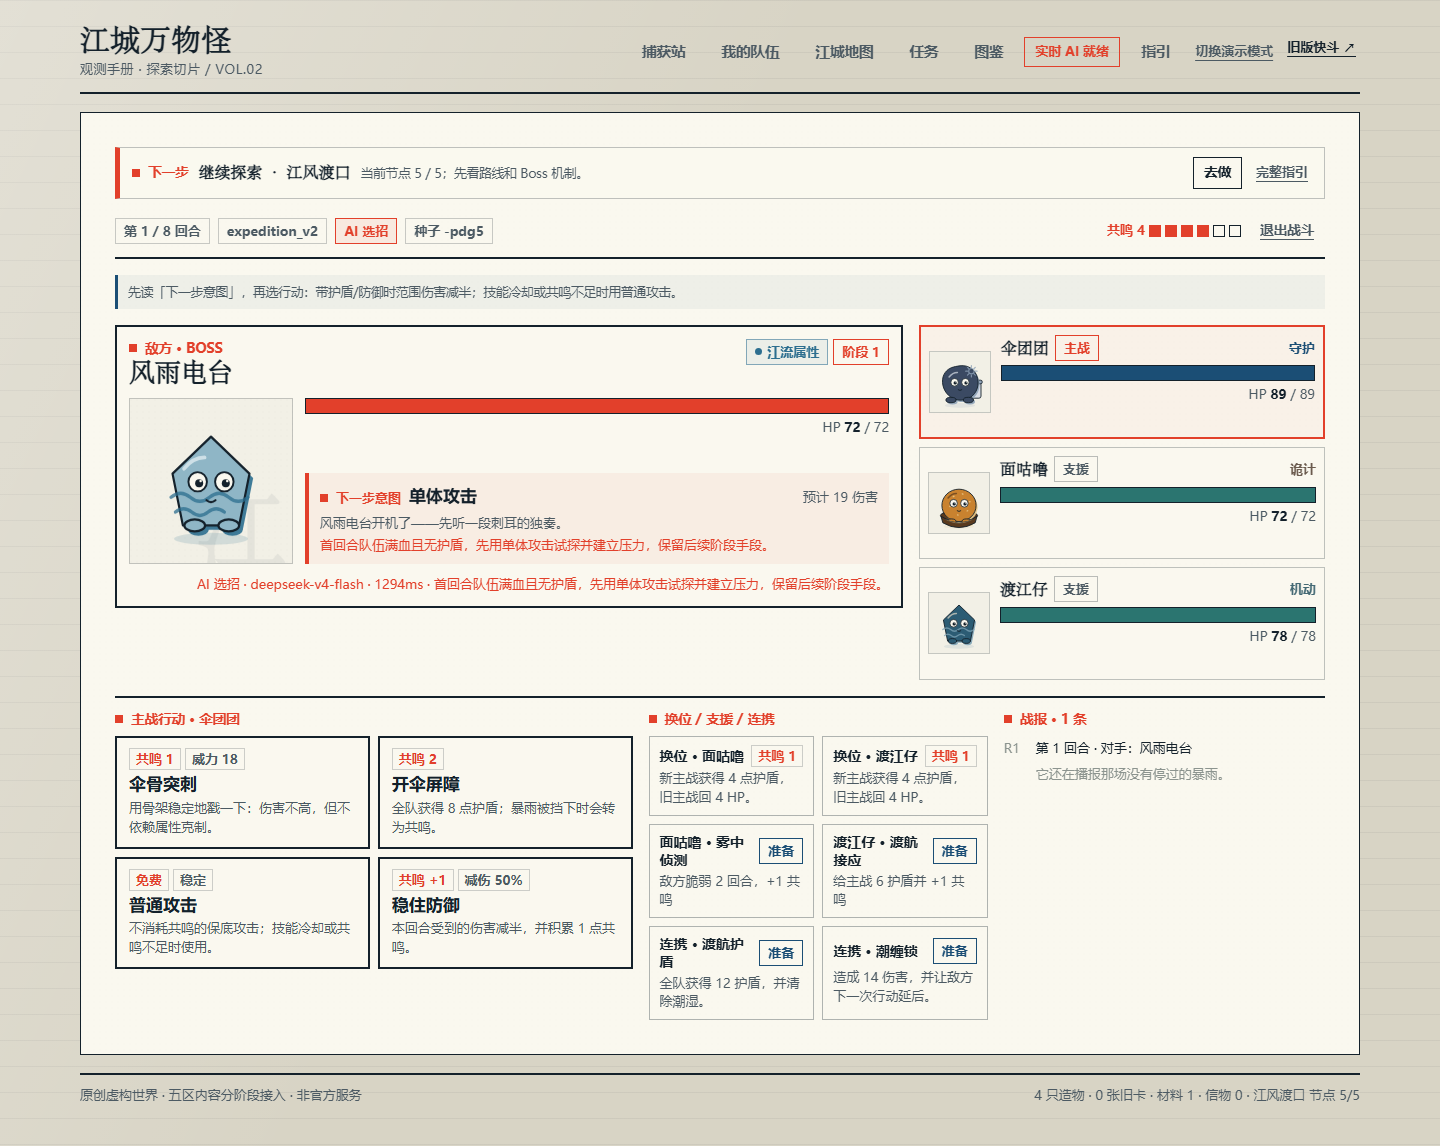 江城万物怪
观测手册 · 探索切片 / VOL.02
捕获站
我的队伍
江城地图
任务
图鉴
实时 AI 就绪
指引
切换演示模式
旧版快斗 ↗
下一步 继续探索 · 江风渡口 当前节点 5 / 5；先看路线和 Boss 机制。
去做
完整指引
第 1 / 8 回合
expedition_v2
AI 选招
种子 -pdg5
共鸣 4
退出战斗
先读「下一步意图」，再选行动：带护盾/防御时范围伤害减半；技能冷却或共鸣不足时用普通攻击。
敌方 • BOSS
风雨电台
江流属性
阶段 1
HP 72 / 72
江
下一步意图 单体攻击
预计 19 伤害
风雨电台开机了——先听一段刺耳的独奏。
首回合队伍满血且无护盾，先用单体攻击试探并建立压力，保留后续阶段手段。
AI 选招 · deepseek-v4-flash · 1294ms · 首回合队伍满血且无护盾，先用单体攻击试探并建立压力，保留后续阶段手段。
伞团团
主战
守护
HP 89 / 89
面咕噜
支援
诡计
HP 72 / 72
渡江仔
支援
机动
HP 78 / 78
主战行动 • 伞团团
共鸣 1
威力 18
伞骨突刺
用骨架稳定地戳一下：伤害不高，但不
依赖属性克制。
共鸣 2
开伞屏障
全队获得 8 点护盾；暴雨被挡下时会转
为共鸣。
免费
稳定
普通攻击
不消耗共鸣的保底攻击；技能冷却或共
鸣不足时使用。
共鸣 +1
减伤 50%
稳住防御
本回合受到的伤害减半，并积累 1 点共
鸣。
换位 / 支援 / 连携
换位 • 面咕噜
共鸣 1
新主战获得 4 点护盾，
旧主战回 4 HP。
换位 • 渡江仔
共鸣 1
新主战获得 4 点护盾，
旧主战回 4 HP。
面咕噜 • 雾中
侦测
准备
敌方脆弱 2 回合，+1 共
鸣
渡江仔 • 渡航
接应
准备
给主战 6 护盾并 +1 共
鸣
连携 • 渡航护
盾
准备
全队获得 12 护盾，并清
除潮湿。
连携 • 潮缠锁
准备
造成 14 伤害，并让敌方
下一次行动延后。
战报 • 1 条
R1 第 1 回合 · 对手：风雨电台
它还在播报那场没有停过的暴雨。
原创虚构世界 · 五区内容分阶段接入 · 非官方服务
4 只造物 · 0 张旧卡 · 材料 1 · 信物 0 · 江风渡口 节点 5/5